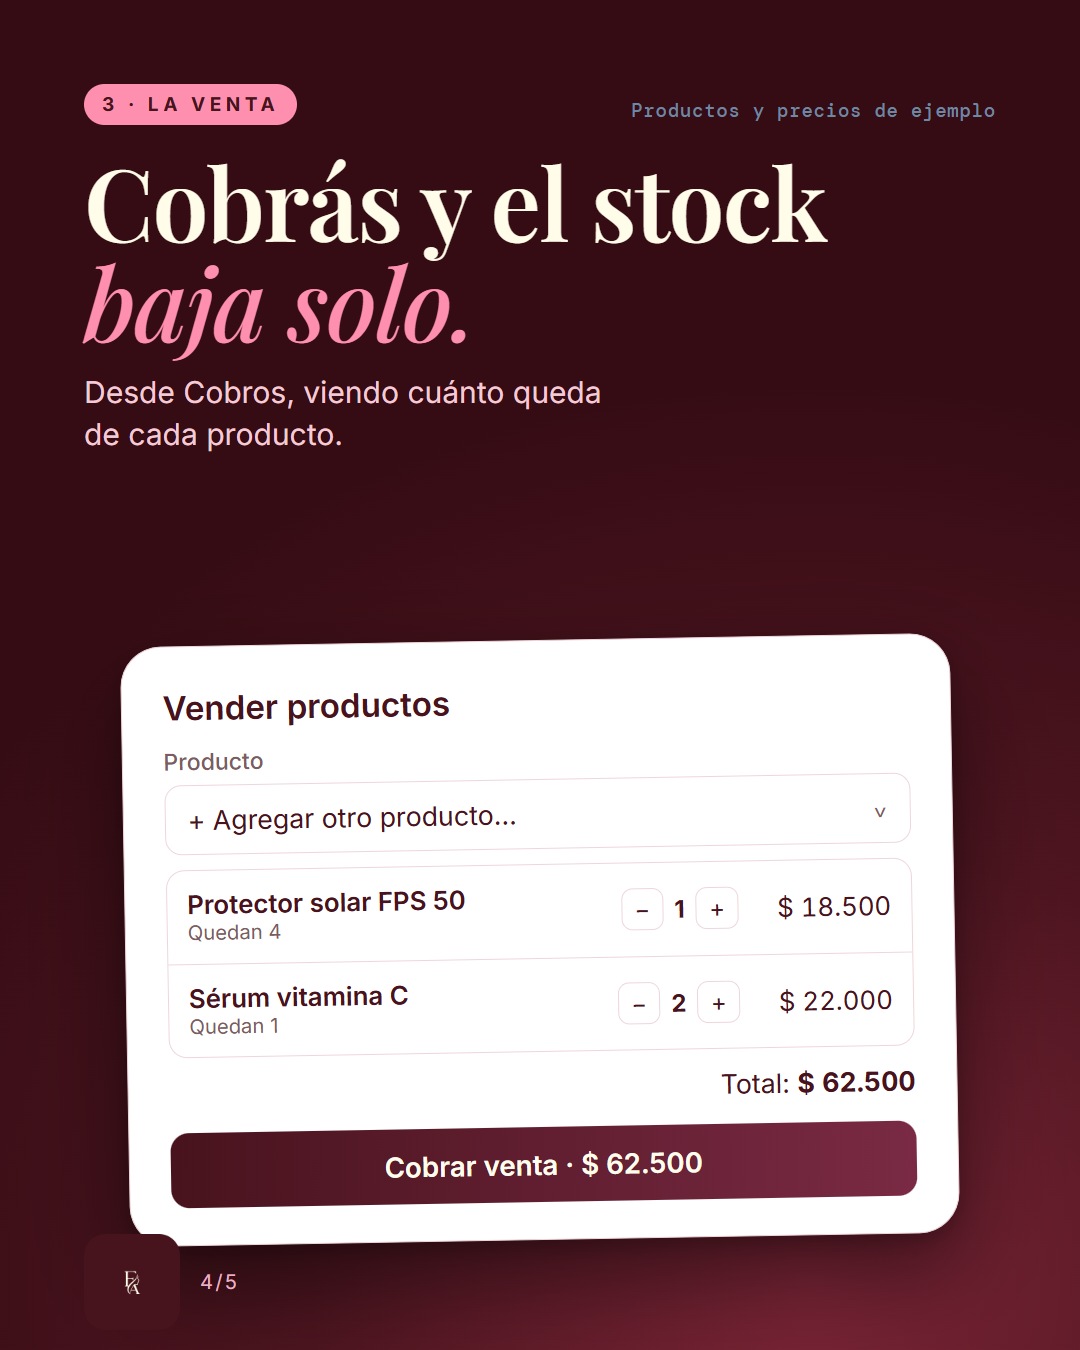 3 · LA VENTA
Productos y precios de ejemplo
Cobrás y el stock
baja solo.
Desde Cobros, viendo cuánto queda
de cada producto.
Vender productos
Producto
+ Agregar otro producto...
Protector solar FPS 50
Quedan 4
− 1 +
$ 18.500
Sérum vitamina C
Quedan 1
− 2 +
$ 22.000
Total: $ 62.500
Cobrar venta · $ 62.500
4/5